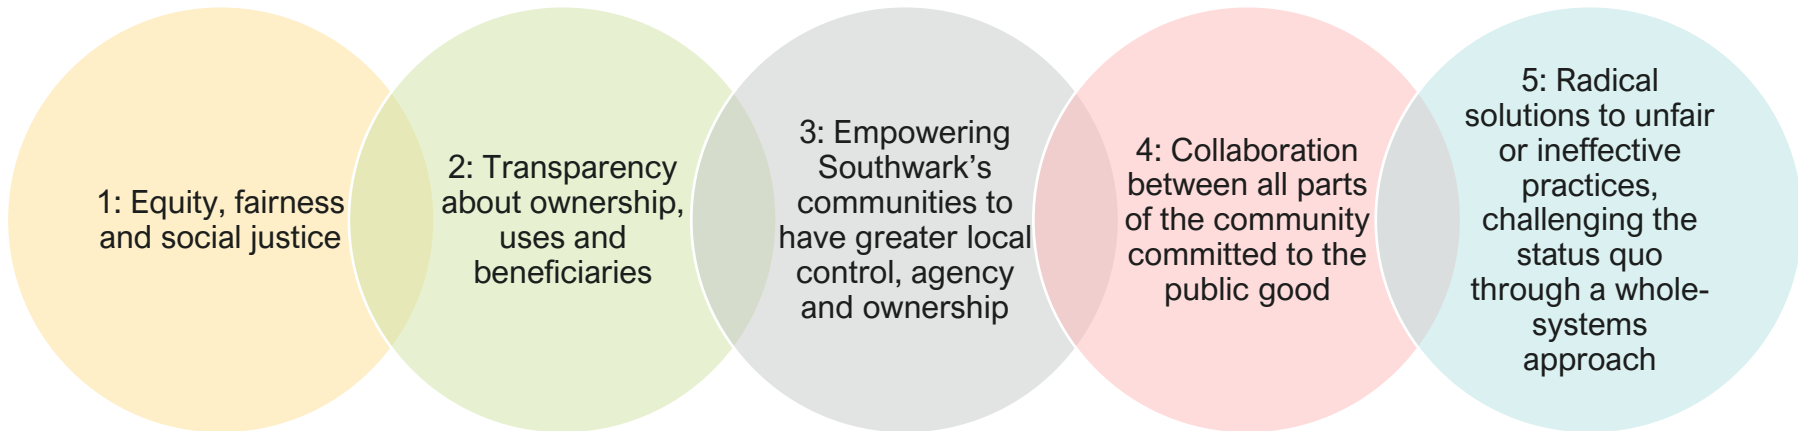 1: Equity, fairness
and social justice
2: Transparency
about ownership,
uses and
beneficiaries
3: Empowering
Southwark’s
communities to
have greater local
control, agency
and ownership
4: Collaboration
between all parts
of the community
committed to the
public good
5: Radical
solutions to unfair
or ineffective
practices,
challenging the
status quo
through a whole-
systems
approach